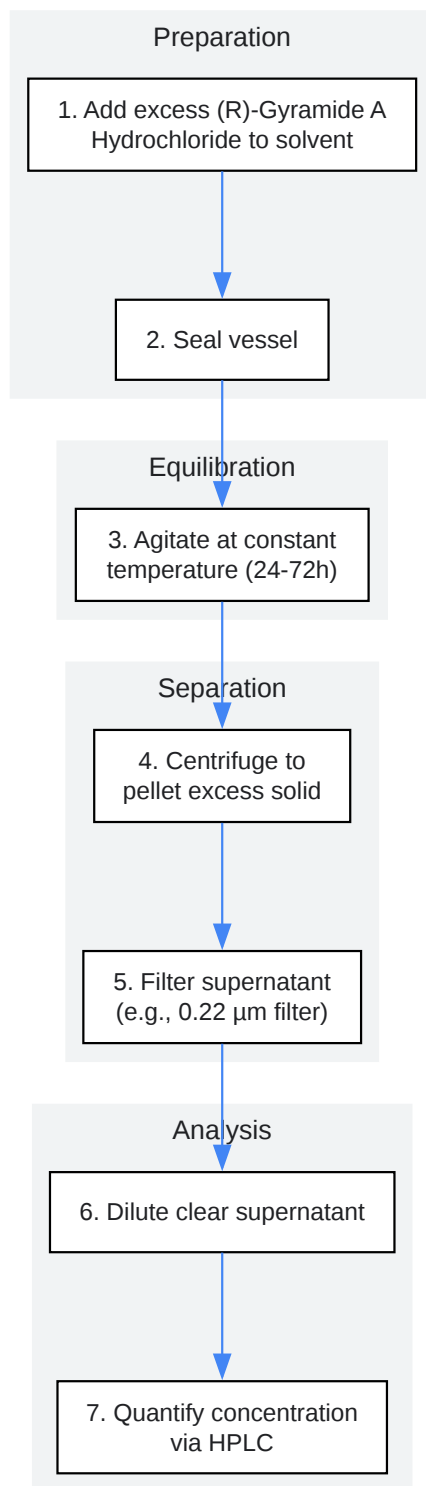 Preparation
1. Add excess (R)-Gyramide A
Hydrochloride to solvent
2. Seal vessel
Equilibration
3. Agitate at constant
temperature (24-72h)
Separation
4. Centrifuge to
pellet excess solid
5. Filter supernatant
(e.g., 0.22 µm filter)
Analysis
6. Dilute clear supernatant
7. Quantify concentration
via HPLC